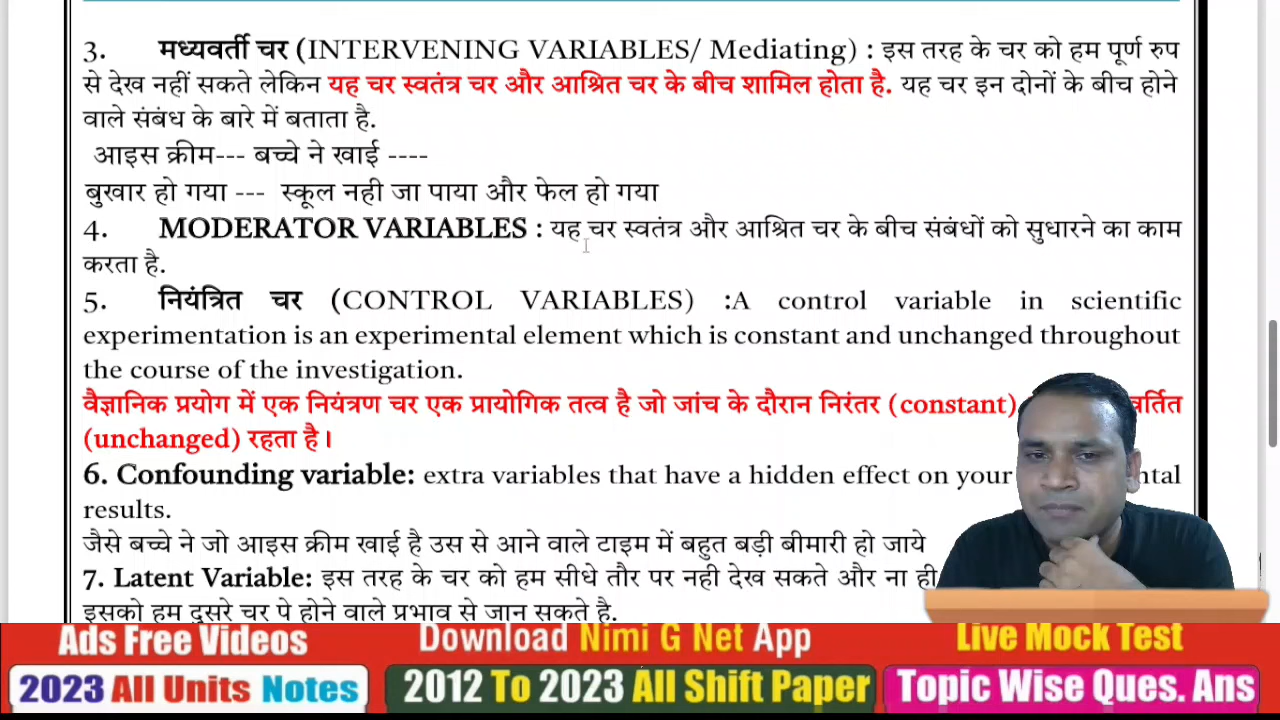 3. मध्यवर्ती चर (INTERVENING VARIABLES/ Mediating) : इस तरह के चर को हम पूर्ण रुप
से देख नहीं सकते लेकिन यह चर स्वतंत्र चर और आश्रित चर के बीच शामिल होता है. यह चर इन दोनों के बीच होने
वाले संबंध के बारे में बताता है.
आइस क्रीम--- बच्चे ने खाई ----
बुखार हो गया --- स्कूल नही जा पाया और फेल हो गया
4. MODERATOR VARIABLES : यह चर स्वतंत्र और आश्रित चर के बीच संबंधों को सुधारने का काम
करता है.
5. नियंत्रित चर (CONTROL VARIABLES) :A control variable in scientific
experimentation is an experimental element which is constant and unchanged throughout
the course of the investigation.
वैज्ञानिक प्रयोग में एक नियंत्रण चर एक प्रायोगिक तत्व है जो जांच के दौरान निरंतर (constant)
(unchanged) रहता है।
6. Confounding variable: extra variables that have a hidden effect on your
results.
जैसे बच्चे ने जो आइस क्रीम खाई है उस से आने वाले टाइम में बहुत बड़ी बीमारी हो जाये
7. Latent Variable: इस तरह के चर को हम सीधे तौर पर नही देख सकते और ना ही
इसको हम दुसरे चर पे होने वाले प्रभाव से जान सकते है.
Ads Free Videos
Download Nimi G Net App
Live Mock Test
2023 All Units Notes
2012 To 2023 All Shift Paper
Topic Wise Ques. Ans